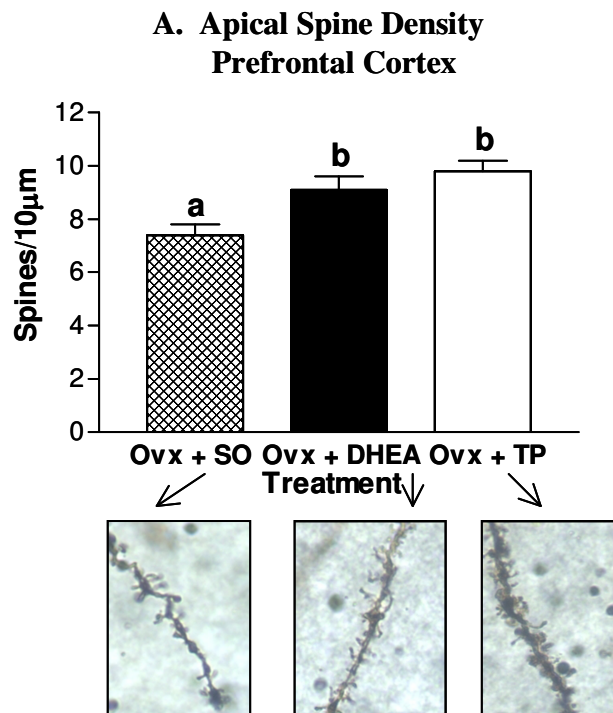 A. Apical Spine Density
Prefrontal Cortex
12
10
8
6
4
2
0
Spines/10µm
a
b
b
Ovx + SO Ovx + DHEA Ovx + TP
Treatment